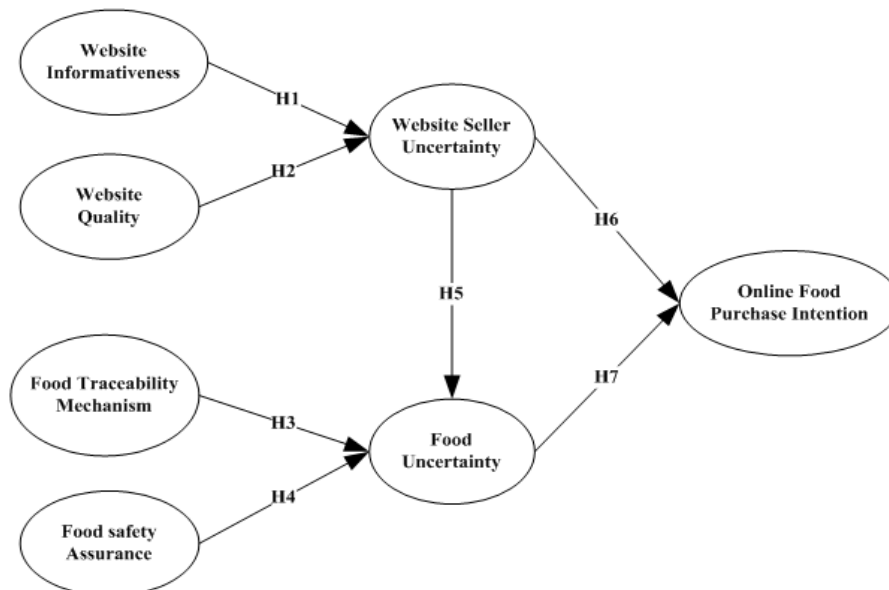 Website
Informativeness
H1
Website Seller
Uncertainty
H2
Website
Quality
H6
H5
Online Food
Purchase Intention
Food Traceability
Mechanism
H7
H3
Food
Uncertainty
H4
Food safety
Assurance